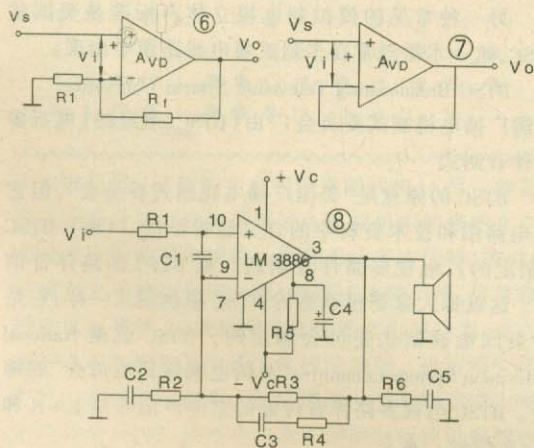 ⑥
Vs
+
Vi
AVD
Vo
−
R1
Rf
⑦
Vs
+
Vi
AVD
Vo
−
+ Vc
⑧
Vi
R1
10
1
+
C1
9
LM 3886
3
8
−
7
4
R5
+
C4
− Vc
C2
R2
R3
R6
C5
C3
R4